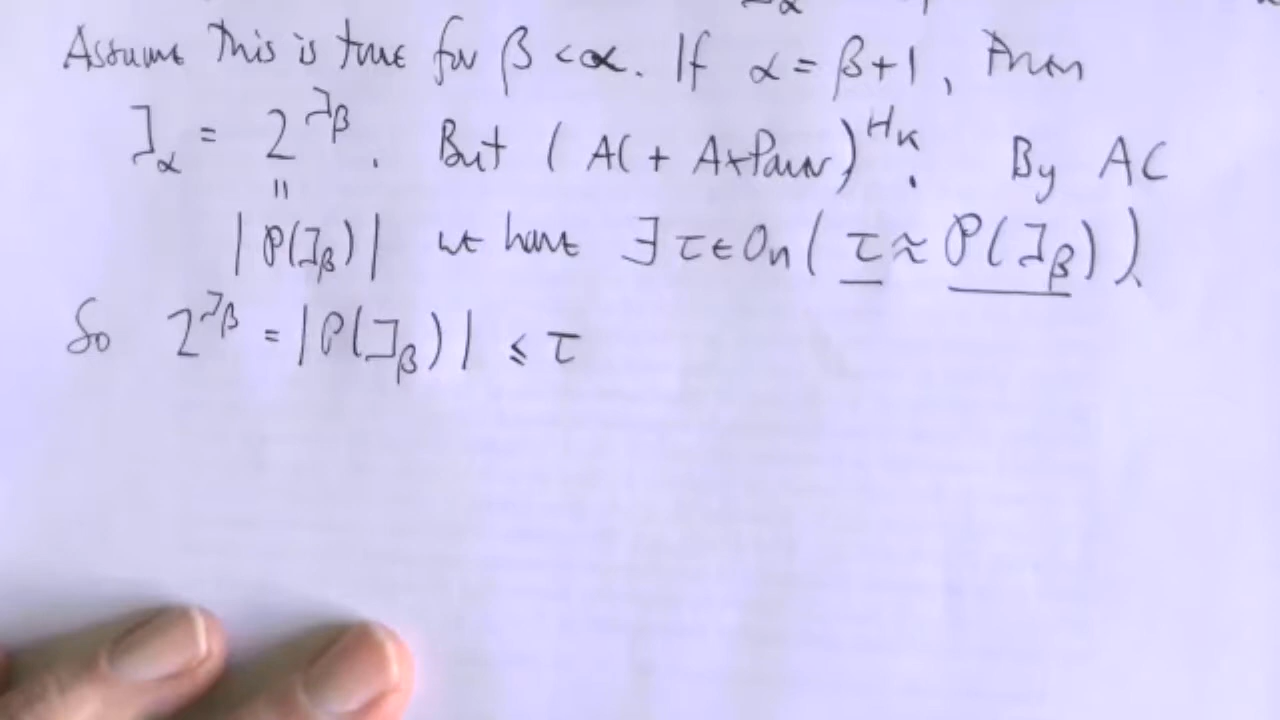 Assume this is true for β < α. If α = β+1, then
ℶ_α = 2^ℶ_β. But (AC + AxPower)^H_κ. By AC
"
|𝒫(ℶ_β)| we have ∃τ∈On(τ ≈ 𝒫(ℶ_β)).
So 2^ℶ_β = |𝒫(ℶ_β)| ≤ τ